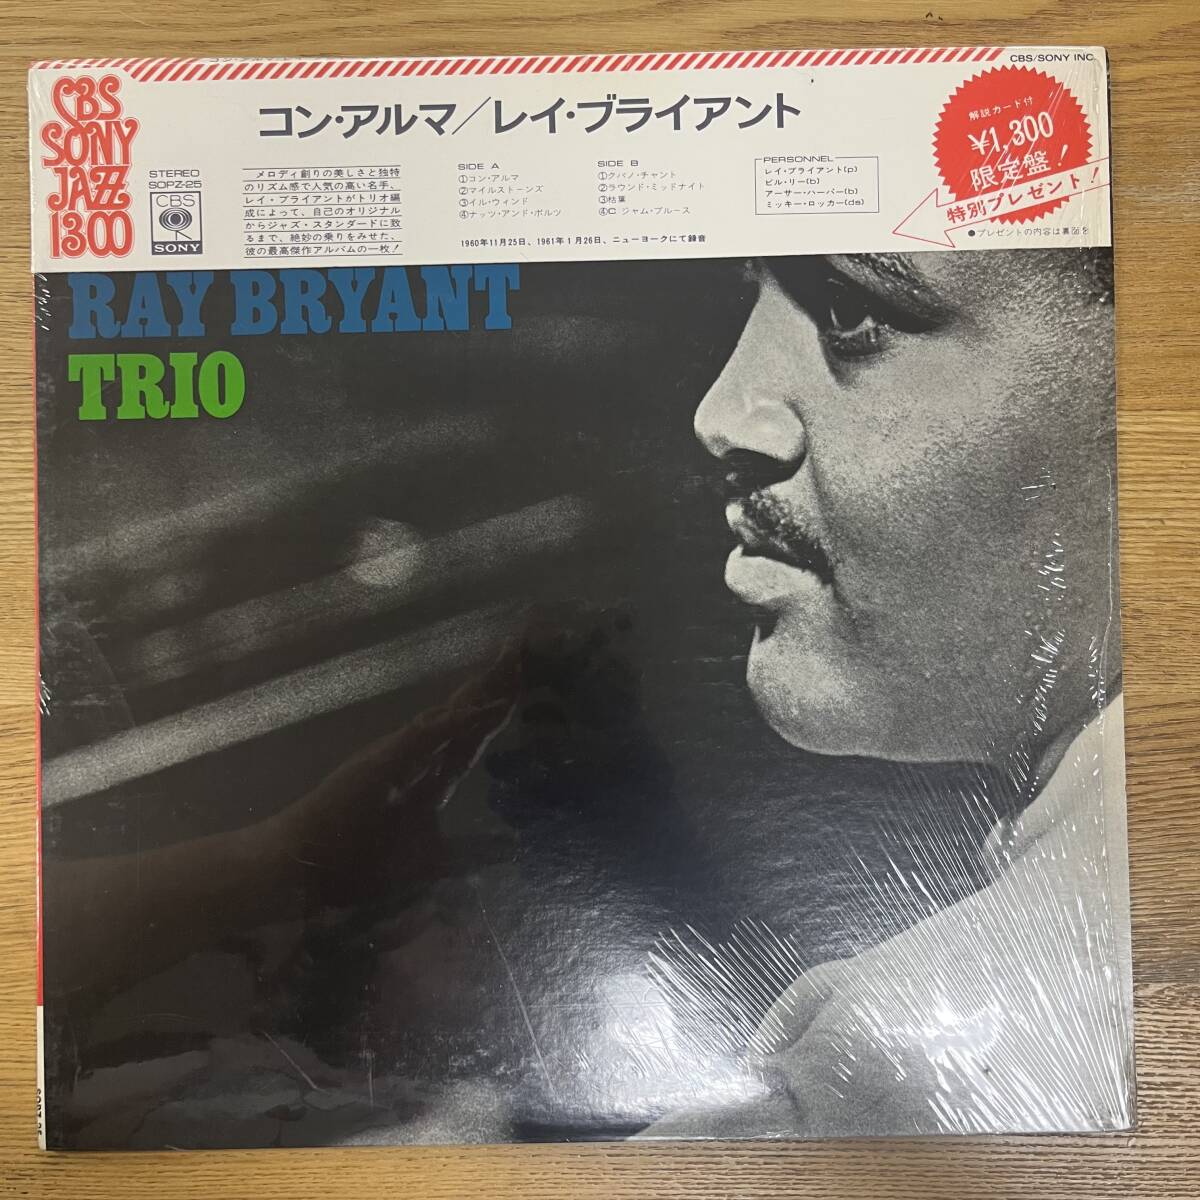 CBS/SONY INC.
CBS
SONY
JAZZ
1300
コン・アルマ/レイ・ブライアント
STEREO
SOPZ-25
CBS
SONY
メロディ創りの美しさと独特
のリズム感で人気の高い名手、
レイ・ブライアントがトリオ編
成によって、自己のオリジナル
からジャズ・スタンダードに致
るまで、絶妙の乗りをみせた、
彼の最高傑作アルバムの一枚!
SIDE A
①コン・アルマ
②マイルストーンズ
③イル・ウィンド
④ナッツ・アンド・ボルツ
SIDE B
①クバノ・チャント
②ラウンド・ミッドナイト
③枯葉
④C ジャム・ブルース
1960年11月25日、1961年1月26日、ニューヨークにて録音
PERSONNEL
レイ・ブライアント(p)
ビル・リー(b)
アーサー・ハーパー(b)
ミッキー・ロッカー(ds)
解説カード付
¥1,300
限定盤!
特別プレゼント!
●プレゼントの内容は裏面を
RAY BRYANT
TRIO